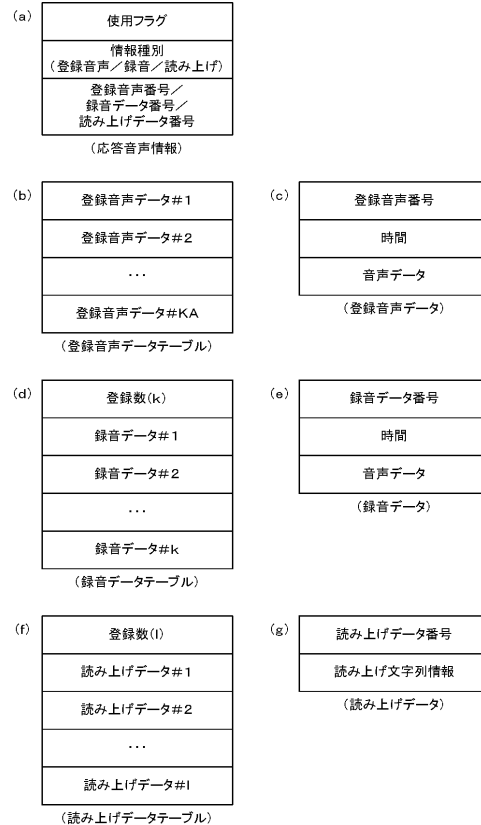 (a)
使用フラグ
情報種別
(登録音声／録音／読み上げ)
登録音声番号／
録音データ番号／
読み上げデータ番号
(応答音声情報)
(b)
登録音声データ#1
登録音声データ#2
･･･
登録音声データ#KA
(登録音声データテーブル)
(c)
登録音声番号
時間
音声データ
(登録音声データ)
(d)
登録数(k)
録音データ#1
録音データ#2
･･･
録音データ#k
(録音データテーブル)
(e)
録音データ番号
時間
音声データ
(録音データ)
(f)
登録数(l)
読み上げデータ#1
読み上げデータ#2
･･･
読み上げデータ#l
(読み上げデータテーブル)
(g)
読み上げデータ番号
読み上げ文字列情報
(読み上げデータ)